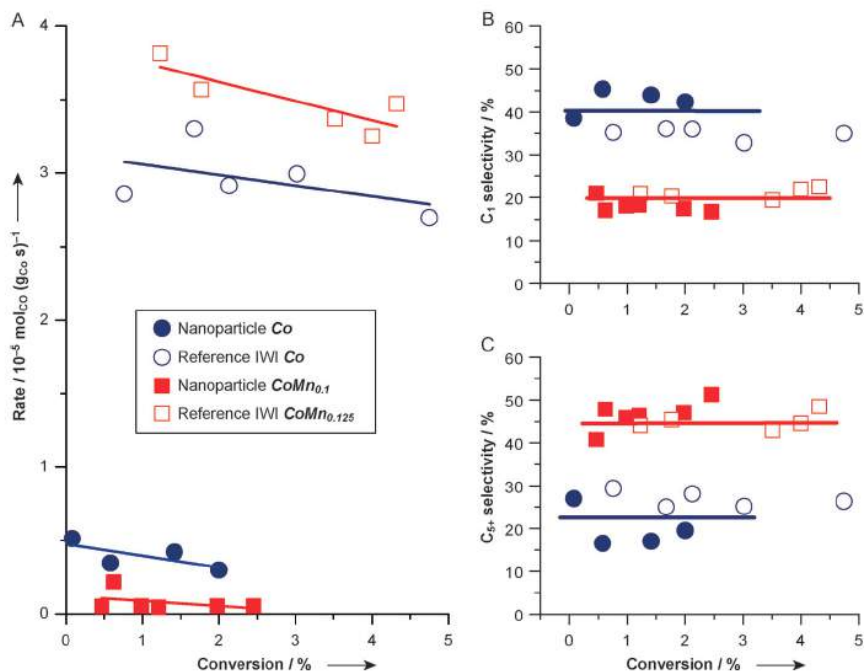 A
4
3
2
1
0
Rate / 10⁻⁵ mol_CO (g_Co s)⁻¹ ⟶
Nanoparticle Co
Reference IWI Co
Nanoparticle CoMn₀.₁
Reference IWI CoMn₀.₁₂₅
0 1 2 3 4 5
Conversion / % ⟶
B
60
50
40
30
20
10
0
C₁ selectivity / %
0 1 2 3 4 5
C
60
50
40
30
20
10
0
C₅₊ selectivity / %
0 1 2 3 4 5
Conversion / % ⟶